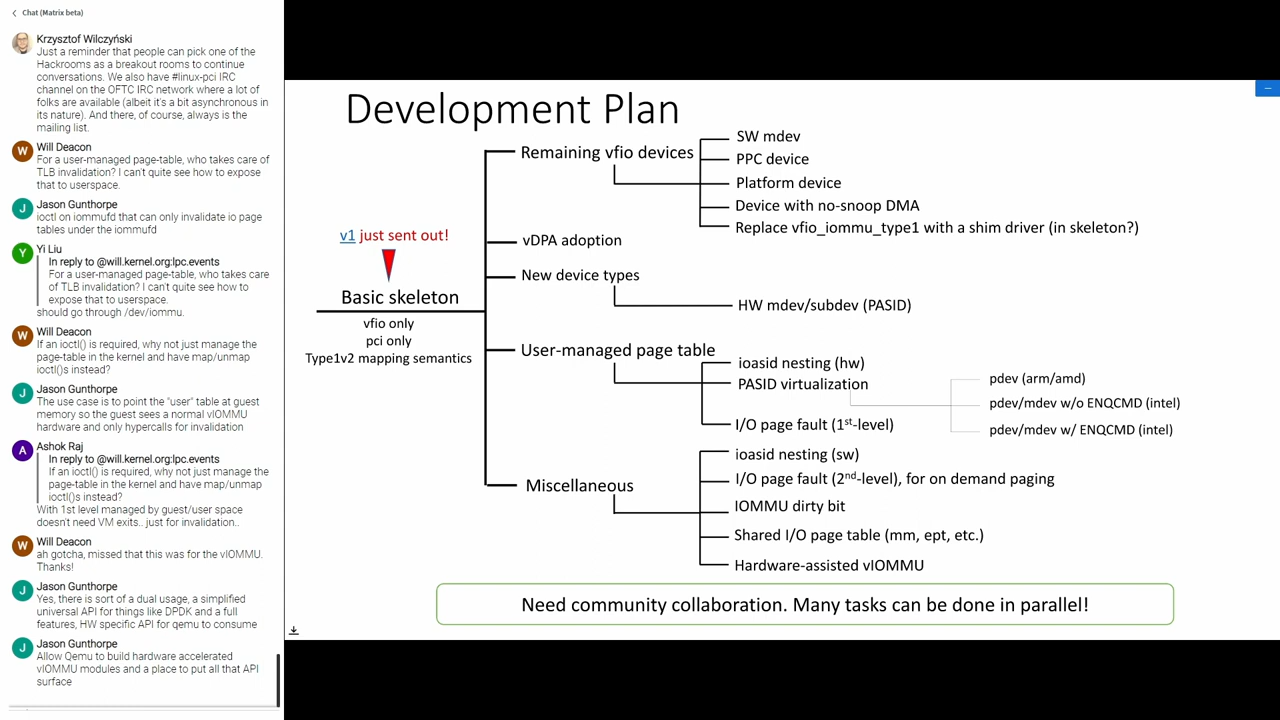 Chat (Matrix beta)
Krzysztof Wilczyński
Just a reminder that people can pick one of the
Hackrooms as a breakout rooms to continue
conversations. We also have #linux-pci IRC
channel on the OFTC IRC network where a lot of
folks are available (albeit it's a bit asynchronous in
its nature). And there, of course, always is the
mailing list.
W
Will Deacon
For a user-managed page-table, who takes care of
TLB invalidation? I can't quite see how to expose
that to userspace.
J
Jason Gunthorpe
ioctl on iommufd that can only invalidate io page
tables under the iommufd
Y
Yi Liu
In reply to @will.kernel.org:lpc.events
For a user-managed page-table, who takes care
of TLB invalidation? I can't quite see how to
expose that to userspace.
should go through /dev/iommu.
W
Will Deacon
If an ioctl() is required, why not just manage the
page-table in the kernel and have map/unmap
ioctl()s instead?
J
Jason Gunthorpe
The use case is to point the "user" table at guest
memory so the guest sees a normal vIOMMU
hardware and only hypercalls for invalidation
A
Ashok Raj
In reply to @will.kernel.org:lpc.events
If an ioctl() is required, why not just manage the
page-table in the kernel and have map/unmap
ioctl()s instead?
With 1st level managed by guest/user space
doesn't need VM exits.. just for invalidation..
W
Will Deacon
ah gotcha, missed that this was for the vIOMMU.
Thanks!
J
Jason Gunthorpe
Yes, there is sort of a dual usage, a simplified
universal API for things like DPDK and a full
features, HW specific API for qemu to consume
J
Jason Gunthorpe
Allow Qemu to build hardware accelerated
vIOMMU modules and a place to put all that API
surface
Development Plan
v1 just sent out!
Basic skeleton
vfio only
pci only
Type1v2 mapping semantics
Remaining vfio devices
SW mdev
PPC device
Platform device
Device with no-snoop DMA
Replace vfio_iommu_type1 with a shim driver (in skeleton?)
vDPA adoption
New device types
HW mdev/subdev (PASID)
User-managed page table
ioasid nesting (hw)
PASID virtualization
pdev (arm/amd)
pdev/mdev w/o ENQCMD (intel)
pdev/mdev w/ ENQCMD (intel)
I/O page fault (1st-level)
Miscellaneous
ioasid nesting (sw)
I/O page fault (2nd-level), for on demand paging
IOMMU dirty bit
Shared I/O page table (mm, ept, etc.)
Hardware-assisted vIOMMU
Need community collaboration. Many tasks can be done in parallel!